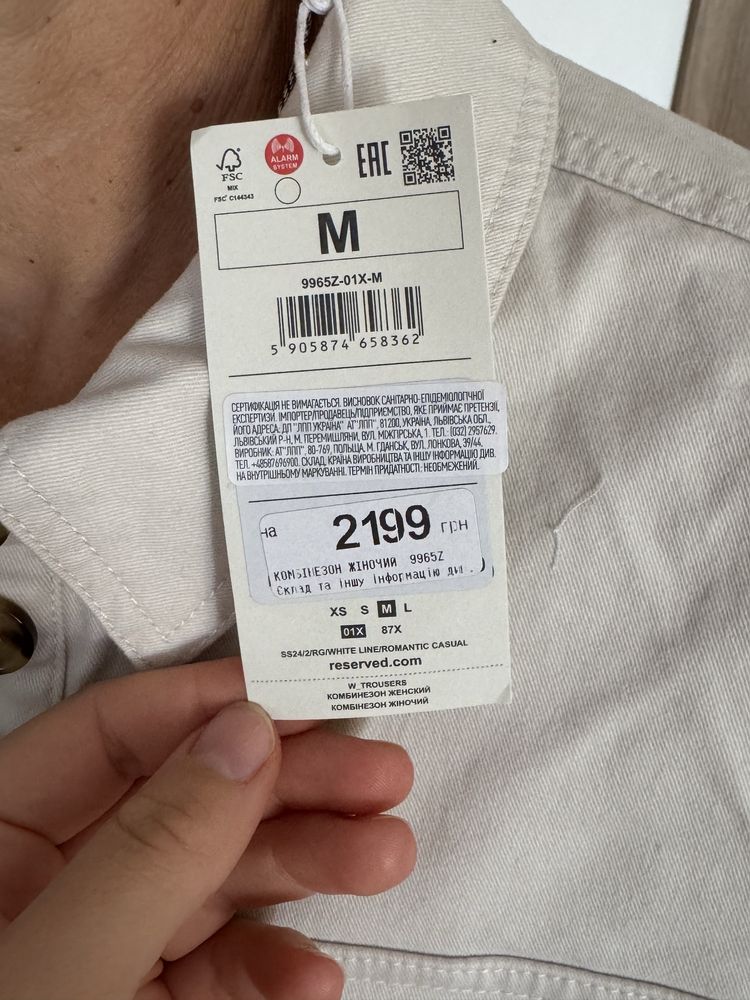 FSC
MIX
FSC® C144343
ALARM
SYSTEM
EAC
M
9965Z-01X-M
5 905874 658362
СЕРТИФІКАЦІЯ НЕ ВИМАГАЄТЬСЯ. ВИСНОВОК САНІТАРНО-ЕПІДЕМІОЛОГІЧНОЇ
ЕКСПЕРТИЗИ. ІМПОРТЕР/ПРОДАВЕЦЬ/ПІДПРИЄМСТВО, ЯКЕ ПРИЙМАЄ ПРЕТЕНЗІЇ,
ЙОГО АДРЕСА. ДП "ЛПП УКРАЇНА" АТ"ЛПП", 81200, УКРАЇНА, ЛЬВІВСЬКА ОБЛ.,
ЛЬВІВСЬКИЙ Р-Н, М. ПЕРЕМИШЛЯНИ, ВУЛ. МІЖГІРСЬКА, 1. ТЕЛ.: (032) 2957629.
ВИРОБНИК: АТ"ЛПП", 80-769, ПОЛЬЩА, М. ГДАНСЬК, ВУЛ. ЛОНКОВА, 39/44,
ТЕЛ. +48587696900. СКЛАД, КРАЇНА ВИРОБНИЦТВА ТА ІНШУ ІНФОРМАЦІЮ ДИВ.
НА ВНУТРІШНЬОМУ МАРКУВАННІ. ТЕРМІН ПРИДАТНОСТІ: НЕОБМЕЖЕНИЙ.
на 2199 грн
КОМБІНЕЗОН ЖІНОЧИЙ 9965Z
Склад та іншу інформацію ди
XS S M L
01X 87X
SS24/2/RG/WHITE LINE/ROMANTIC CASUAL
reserved.com
W_TROUSERS
КОМБИНЕЗОН ЖЕНСКИЙ
КОМБІНЕЗОН ЖІНОЧИЙ